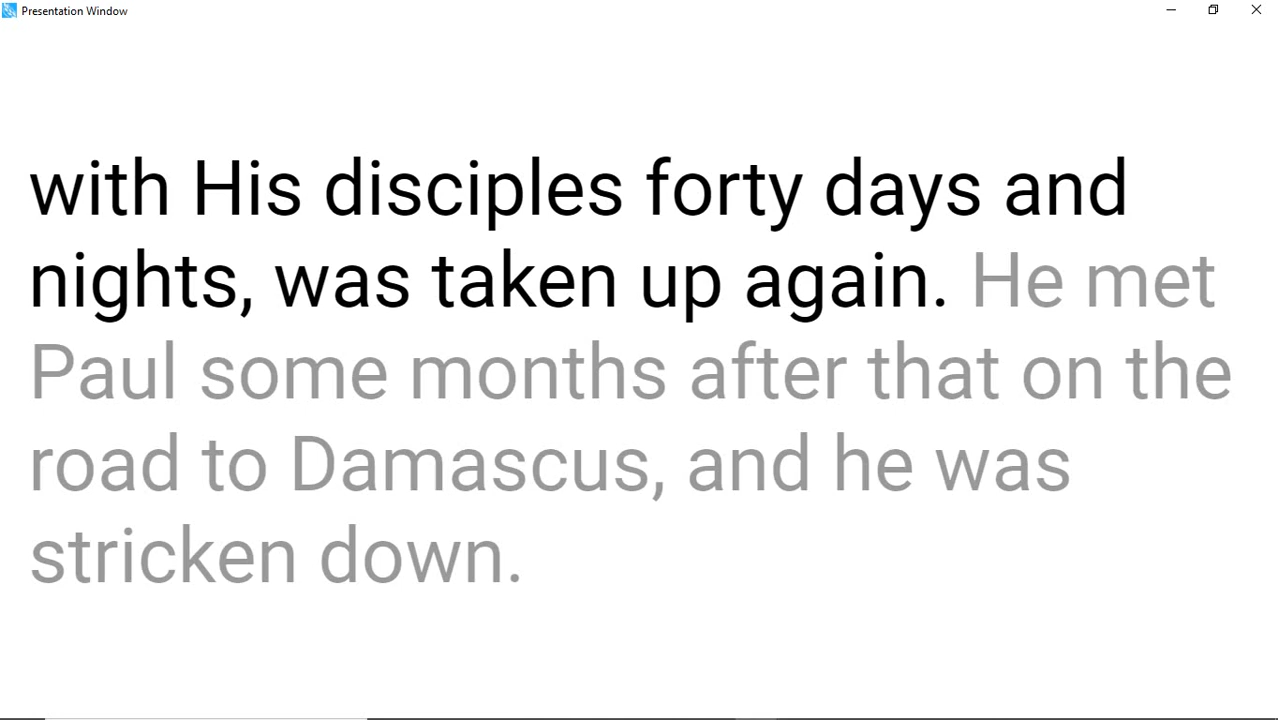 Presentation Window
with His disciples forty days and
nights, was taken up again. He met
Paul some months after that on the
road to Damascus, and he was
stricken down.